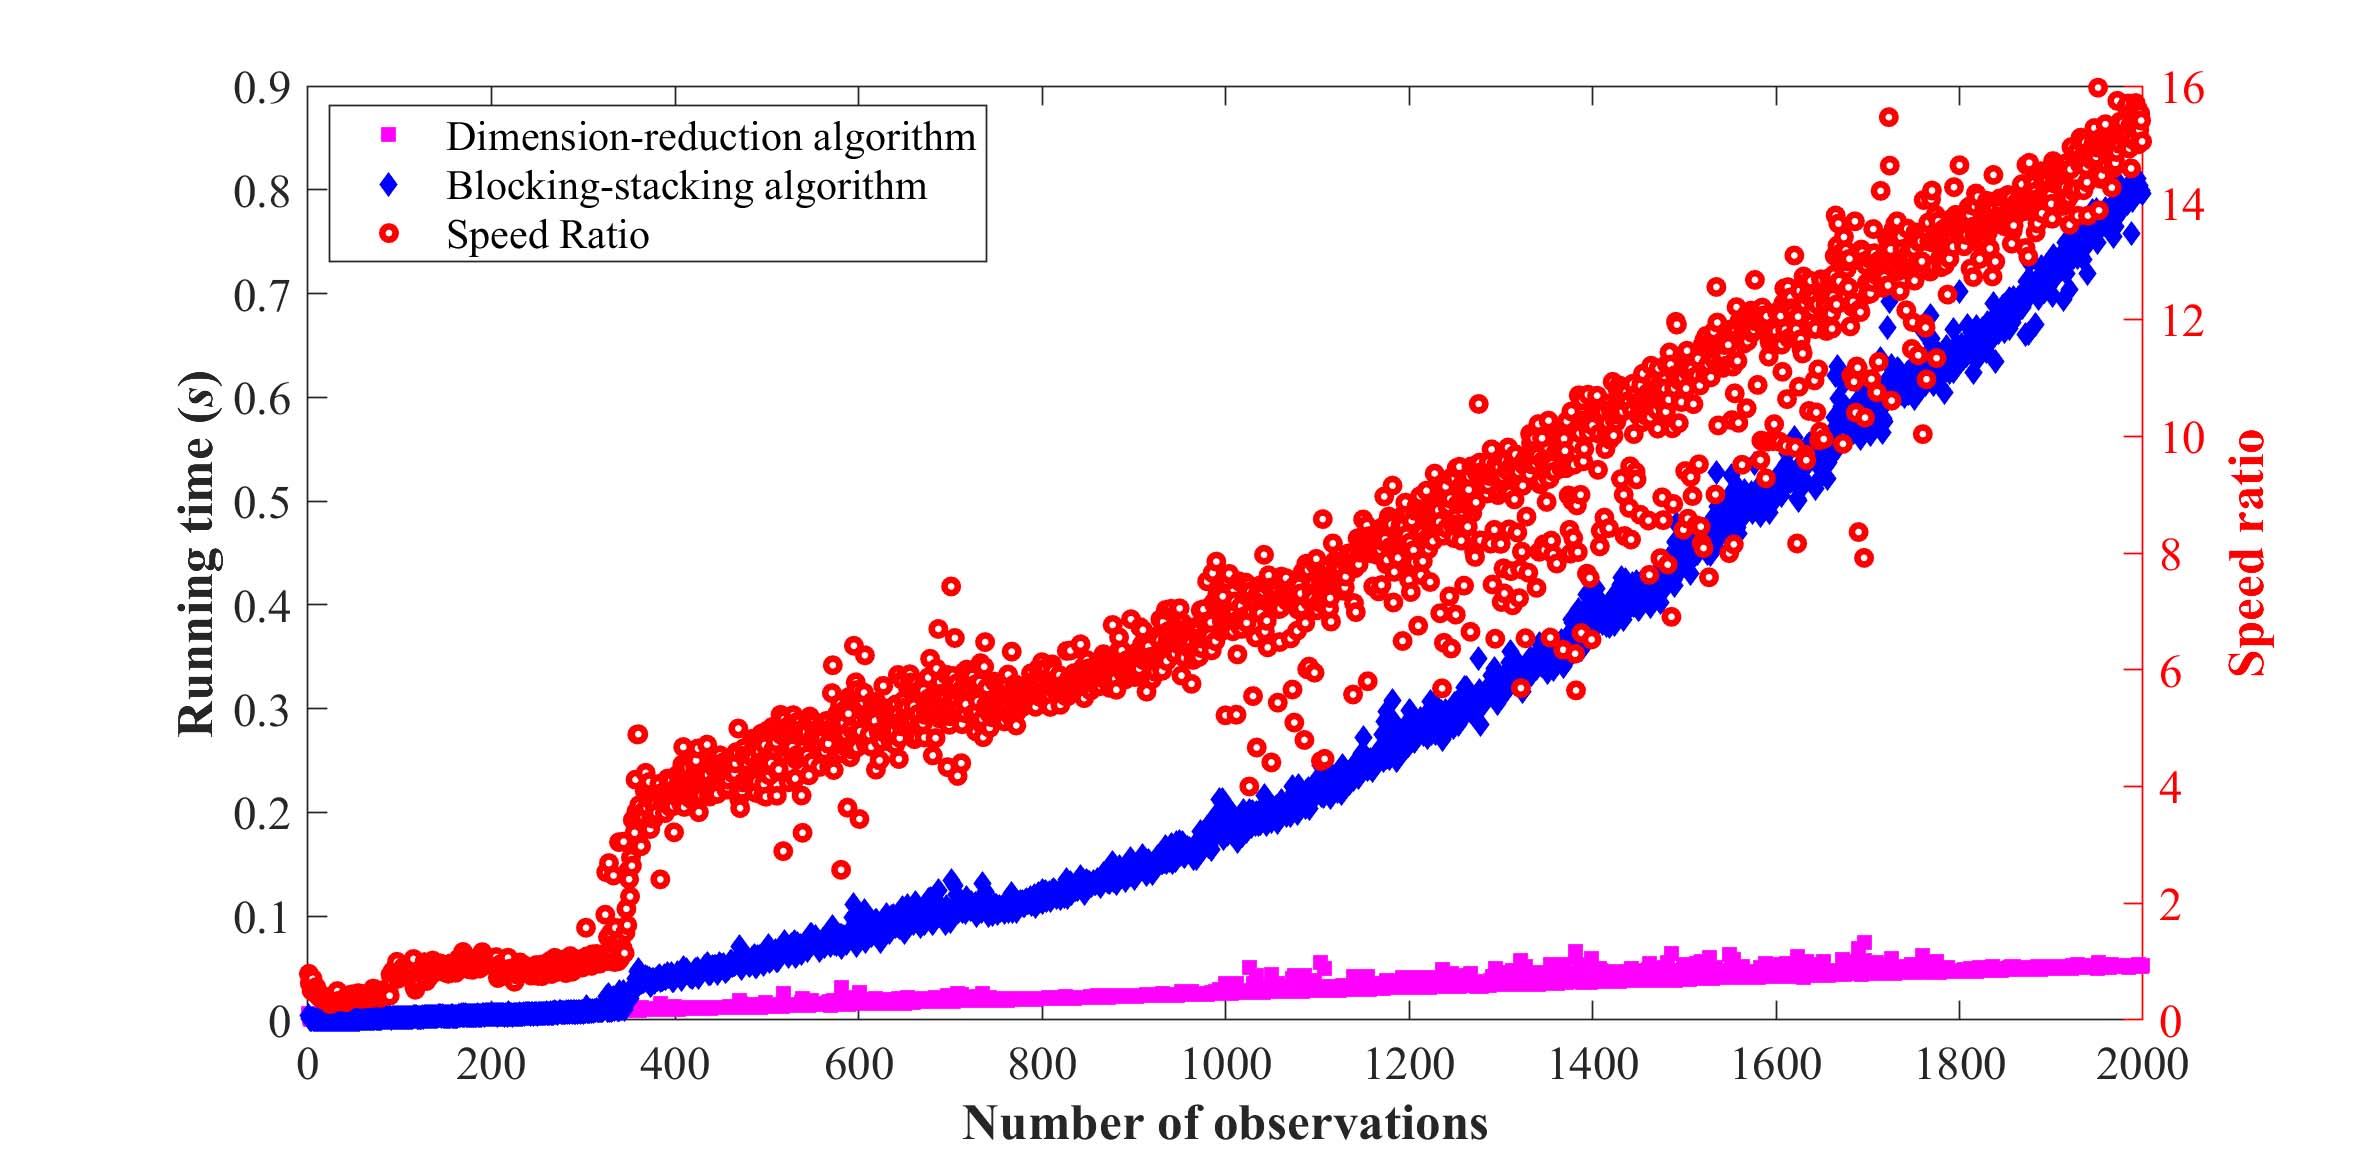 Dimension-reduction algorithm
Blocking-stacking algorithm
Speed Ratio
0.9
0.8
0.7
0.6
0.5
0.4
0.3
0.2
0.1
0
Running time (s)
16
14
12
10
8
6
4
2
0
Speed ratio
0 200 400 600 800 1000 1200 1400 1600 1800 2000
Number of observations